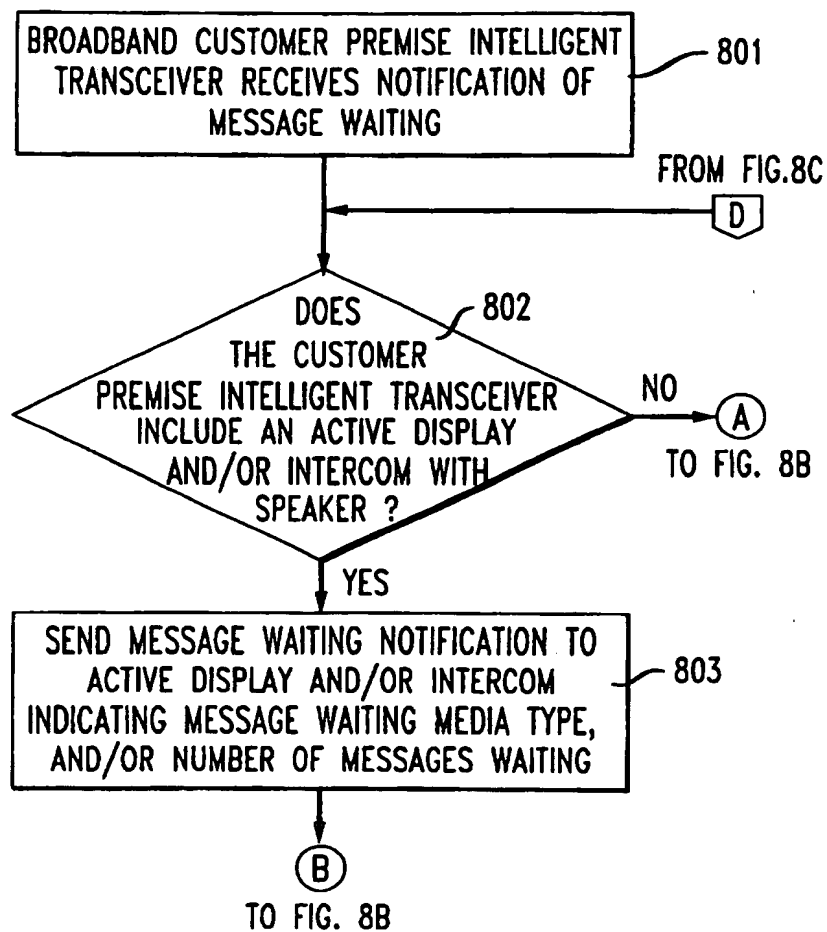 BROADBAND CUSTOMER PREMISE INTELLIGENT
TRANSCEIVER RECEIVES NOTIFICATION OF
MESSAGE WAITING
801
FROM FIG.8C
D
DOES
802
THE CUSTOMER
PREMISE INTELLIGENT TRANSCEIVER
INCLUDE AN ACTIVE DISPLAY
AND/OR INTERCOM WITH
SPEAKER ?
NO
A
TO FIG. 8B
YES
SEND MESSAGE WAITING NOTIFICATION TO
ACTIVE DISPLAY AND/OR INTERCOM
INDICATING MESSAGE WAITING MEDIA TYPE,
AND/OR NUMBER OF MESSAGES WAITING
803
B
TO FIG. 8B